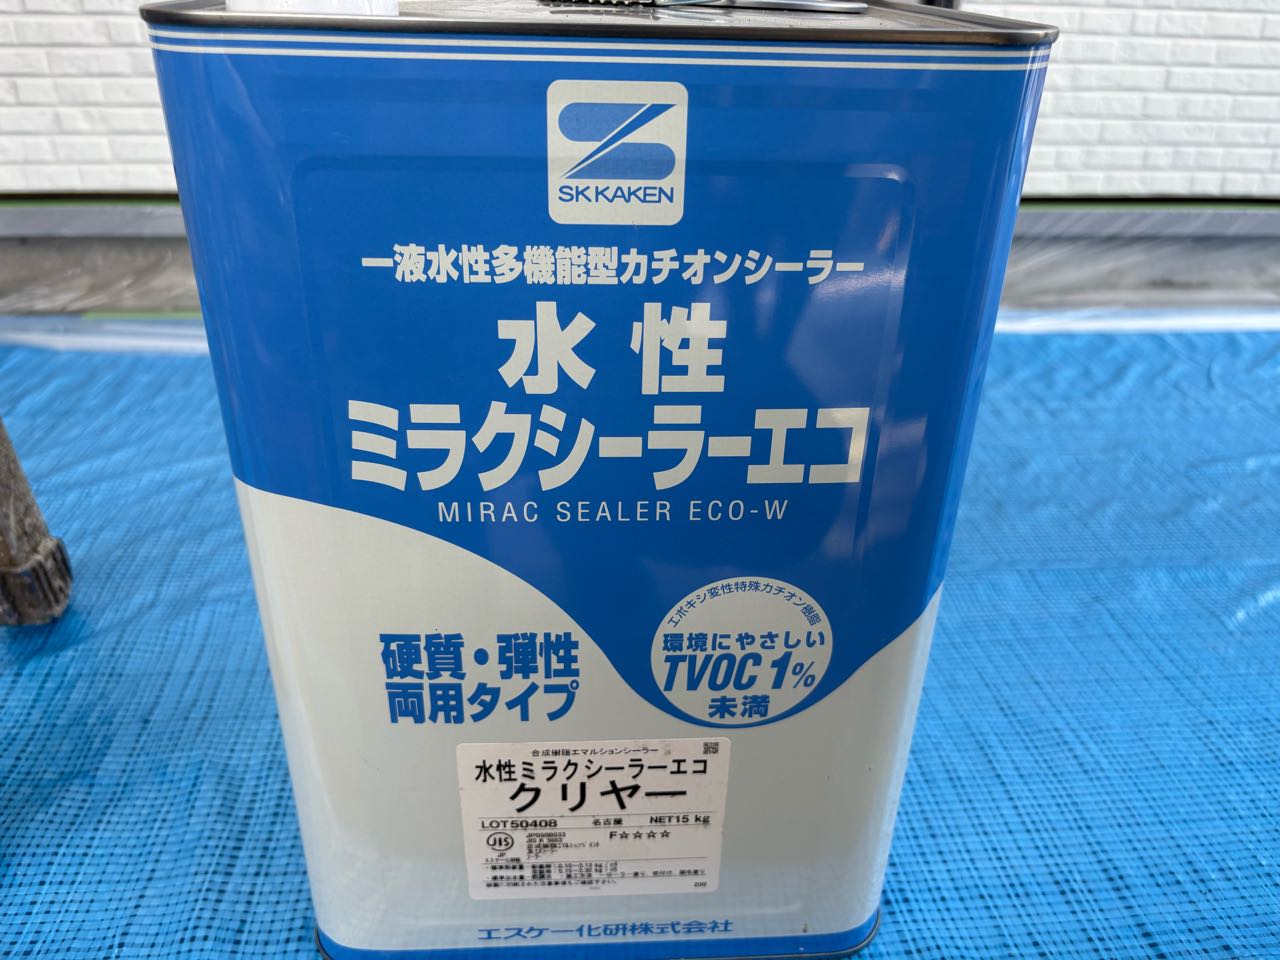 SK KAKEN
一液水性多機能型カチオンシーラー
水性
ミラクシーラーエコ
MIRAC SEALER ECO-W
エポキシ変性特殊カチオン樹脂
環境にやさしい
TVOC 1%
未満
硬質・弾性
両用タイプ
合成樹脂エマルションシーラー
水性ミラクシーラーエコ
クリヤー
LOT50408 名古屋 NET15 kg
JIS
F☆☆☆☆
JP
エスケー化研株式会社